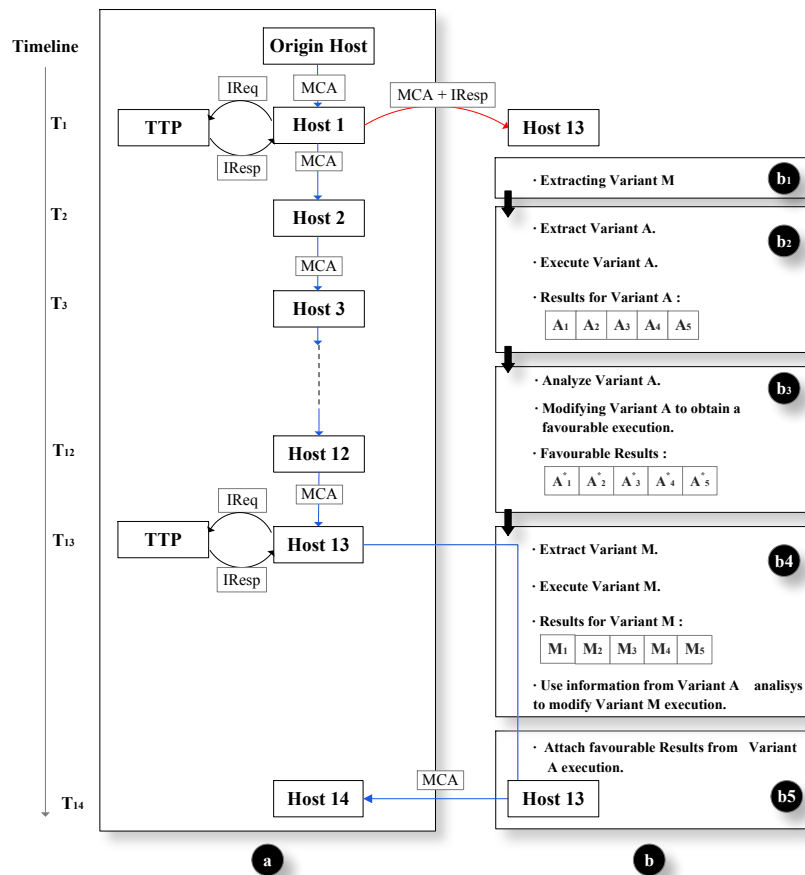 Timeline
Origin Host
IReq
MCA
MCA + IResp
T1
TTP
Host 1
Host 13
IResp
MCA
· Extracting Variant M
b1
T2
Host 2
· Extract Variant A.
b2
· Execute Variant A.
MCA
T3
Host 3
· Results for Variant A :
A1 A2 A3 A4 A5
· Analyze Variant A.
b3
· Modifying Variant A to obtain a
favourable execution.
T12
Host 12
· Favourable Results :
A*1 A*2 A*3 A*4 A*5
MCA
IReq
T13
TTP
Host 13
· Extract Variant M.
b4
IResp
· Execute Variant M.
· Results for Variant M :
M1 M2 M3 M4 M5
· Use information from Variant A analisys
to modify Variant M execution.
· Attach favourable Results from Variant
A execution.
MCA
T14
Host 14
Host 13
b5
a
b